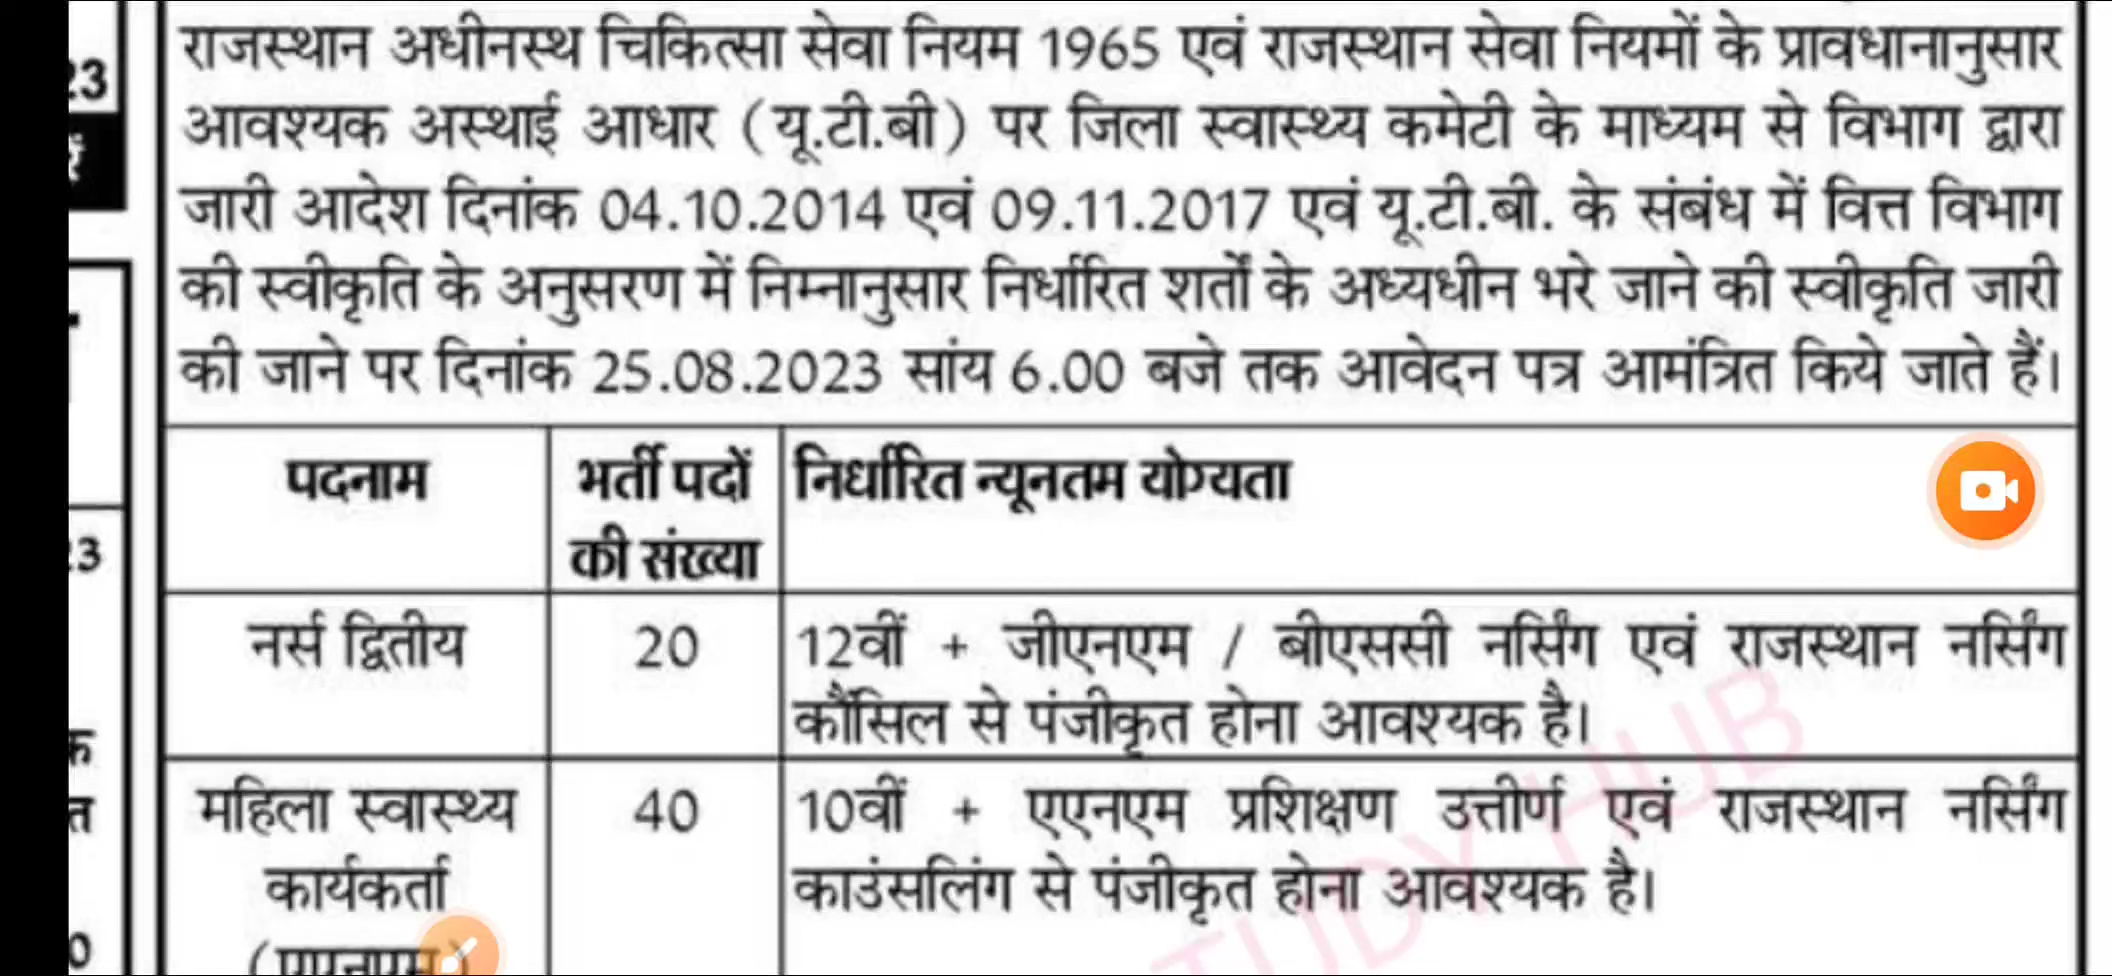 राजस्थान अधीनस्थ चिकित्सा सेवा नियम 1965 एवं राजस्थान सेवा नियमों के प्रावधानानुसार
आवश्यक अस्थाई आधार (यू.टी.बी) पर जिला स्वास्थ्य कमेटी के माध्यम से विभाग द्वारा
जारी आदेश दिनांक 04.10.2014 एवं 09.11.2017 एवं यू.टी.बी. के संबंध में वित्त विभाग
की स्वीकृति के अनुसरण में निम्नानुसार निर्धारित शर्तों के अध्यधीन भरे जाने की स्वीकृति जारी
की जाने पर दिनांक 25.08.2023 सांय 6.00 बजे तक आवेदन पत्र आमंत्रित किये जाते हैं।
पदनाम
भर्ती पदों
की संख्या
निर्धारित न्यूनतम योग्यता
नर्स द्वितीय
20
12वीं + जीएनएम / बीएससी नर्सिंग एवं राजस्थान नर्सिंग
कौंसिल से पंजीकृत होना आवश्यक है।
महिला स्वास्थ्य
कार्यकर्ता
(एएनएम)
40
10वीं + एएनएम प्रशिक्षण उत्तीर्ण एवं राजस्थान नर्सिंग
काउंसलिंग से पंजीकृत होना आवश्यक है।
TUDY HUB